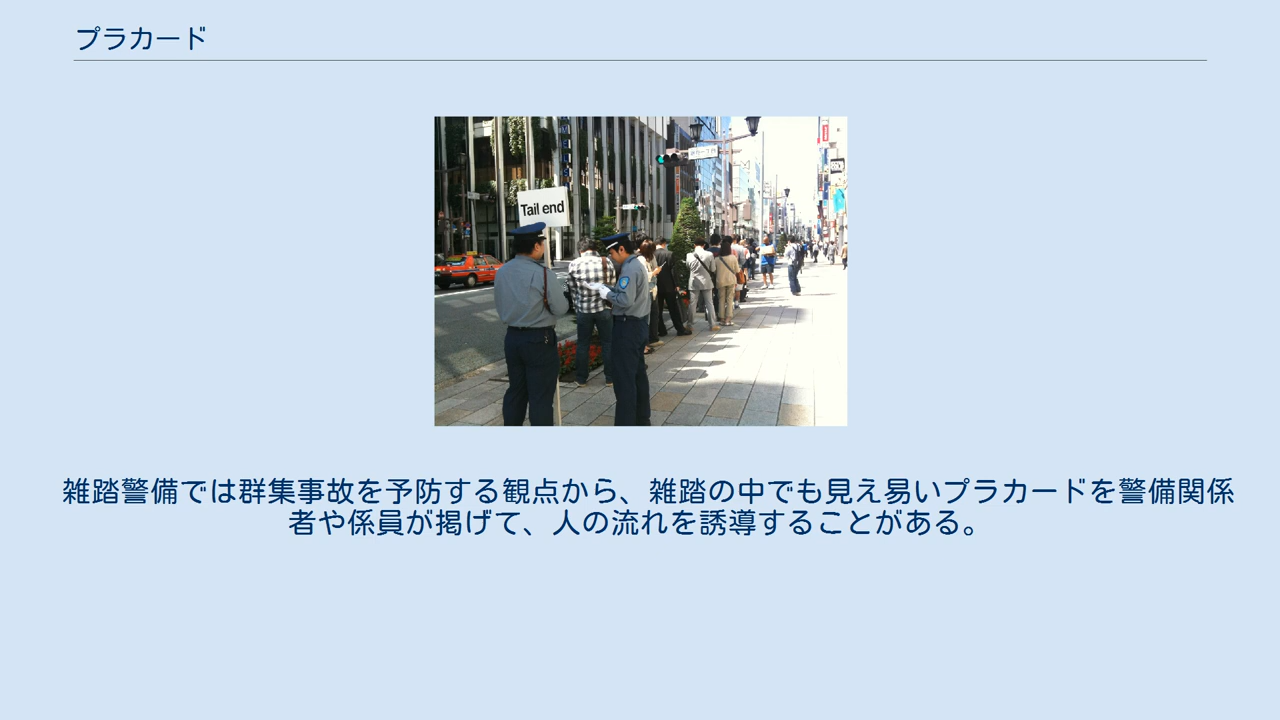 プラカード
Tail end
雑踏警備では群集事故を予防する観点から、雑踏の中でも見え易いプラカードを警備関係
者や係員が掲げて、人の流れを誘導することがある。